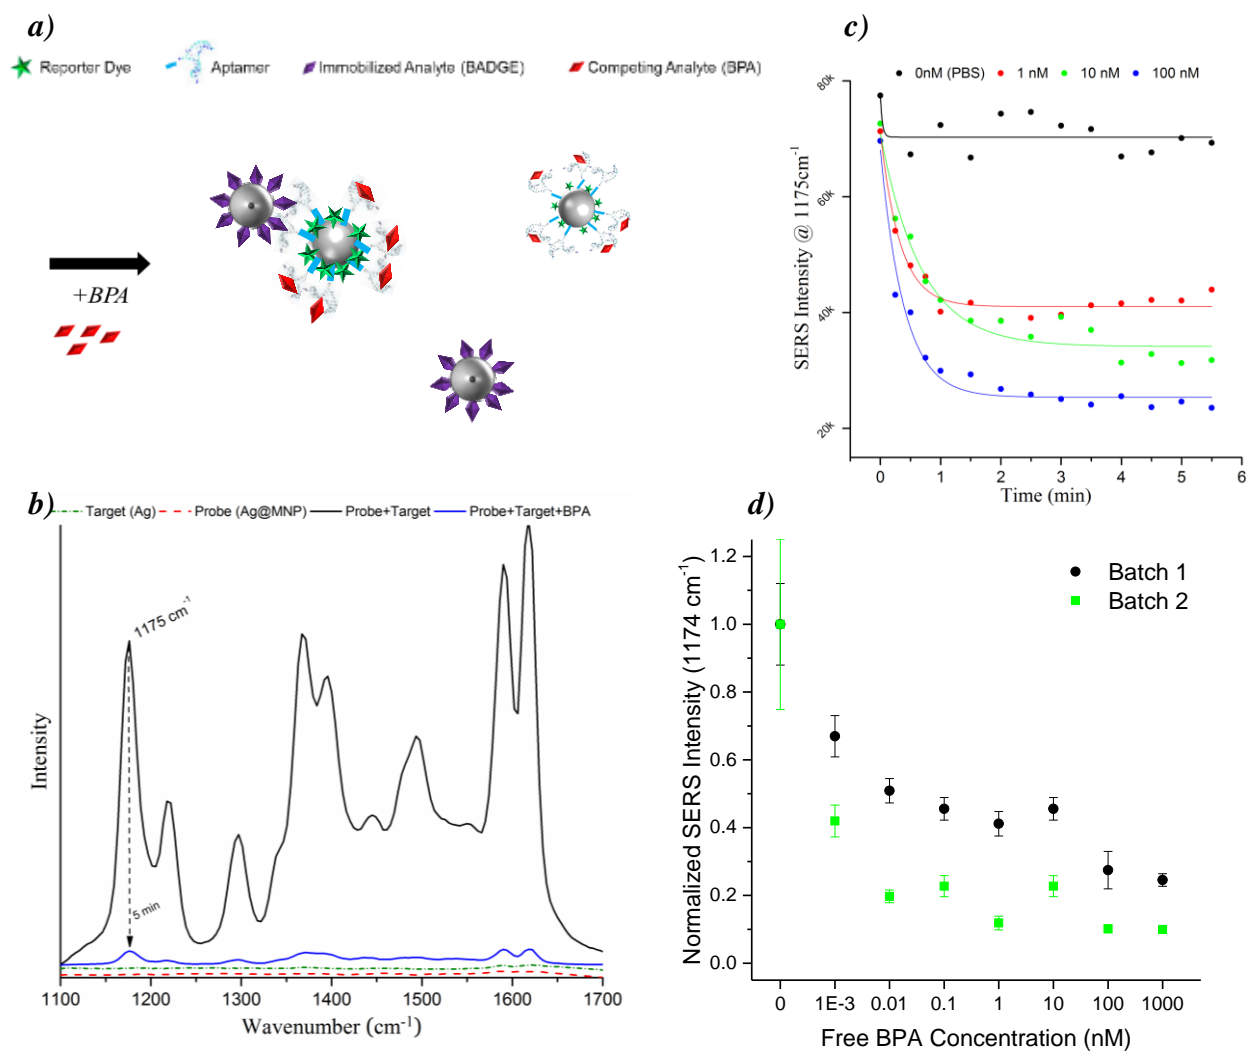 a)
Reporter Dye Aptamer Immobilized Analyte (BADGE) Competing Analyte (BPA)
+BPA
c)
0nM (PBS) 1 nM 10 nM 100 nM
80k
60k
40k
20k
SERS Intensity @ 1175cm⁻¹
0 1 2 3 4 5 6
Time (min)
b)
Target (Ag) Probe (Ag@MNP) Probe+Target Probe+Target+BPA
1175 cm⁻¹
5 min
Intensity
1100 1200 1300 1400 1500 1600 1700
Wavenumber (cm⁻¹)
d)
Batch 1
Batch 2
1.2
1.0
0.8
0.6
0.4
0.2
0.0
Normalized SERS Intensity (1174 cm⁻¹)
0 1E-3 0.01 0.1 1 10 100 1000
Free BPA Concentration (nM)